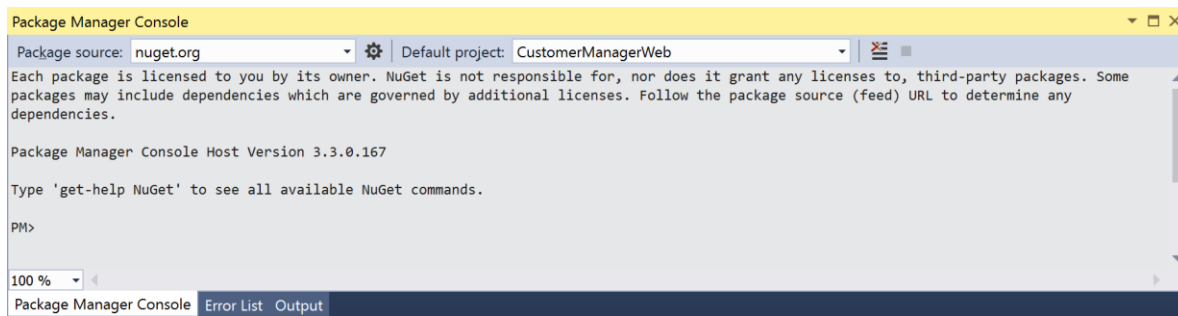 Package Manager Console
Package source: nuget.org Default project: CustomerManagerWeb
Each package is licensed to you by its owner. NuGet is not responsible for, nor does it grant any licenses to, third-party packages. Some
packages may include dependencies which are governed by additional licenses. Follow the package source (feed) URL to determine any
dependencies.
Package Manager Console Host Version 3.3.0.167
Type 'get-help NuGet' to see all available NuGet commands.
PM>
100 %
Package Manager Console Error List Output